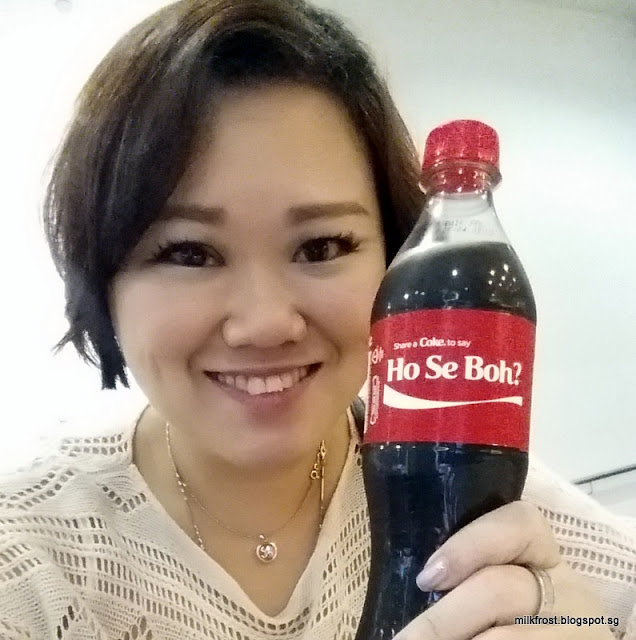 Share a Coke. to say
Ho Se Boh?
milkfrost.blogspot.sg